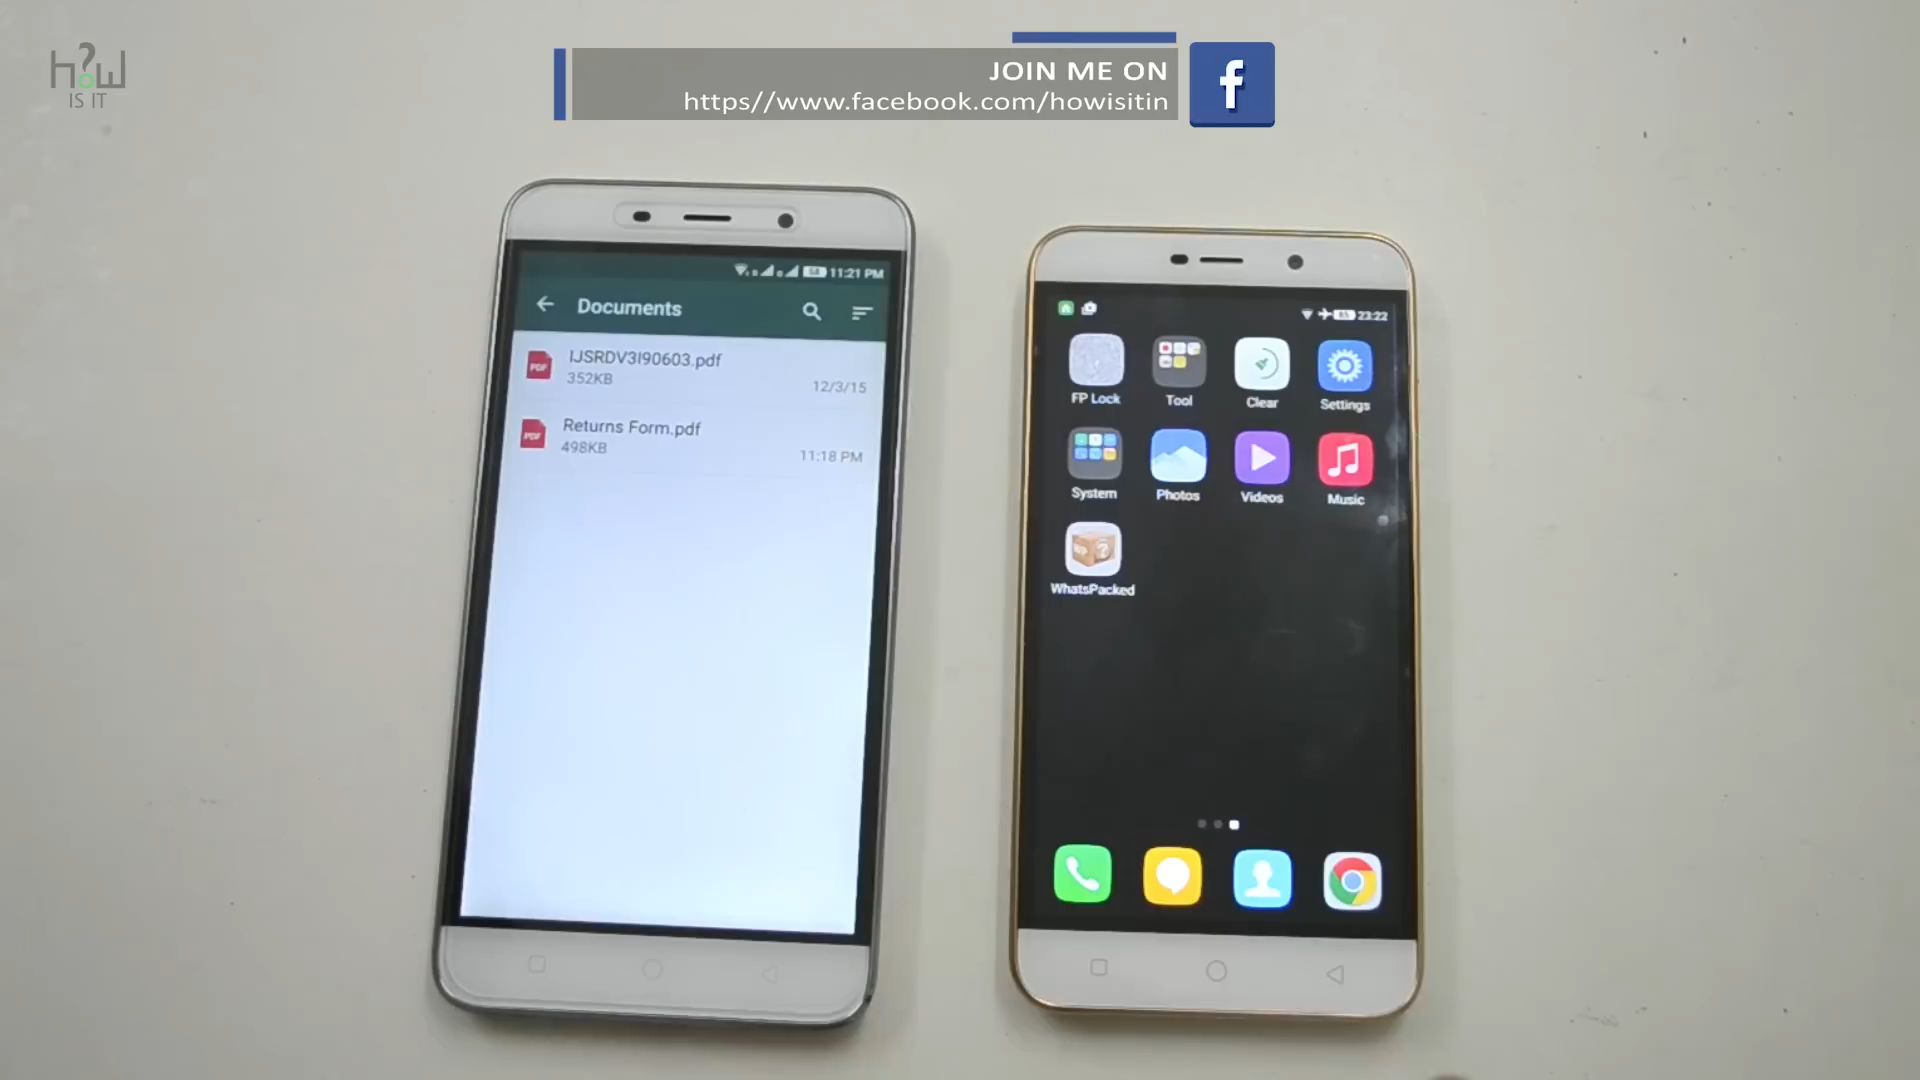 H?W
IS IT
JOIN ME ON
https//www.facebook.com/howisitin
11:21 PM
Documents
PDF
IJSRDV3I90603.pdf
352KB
12/3/15
PDF
Returns Form.pdf
498KB
11:18 PM
23:22
FP Lock
Tool
Clear
Settings
System
Photos
Videos
Music
WhatsPacked